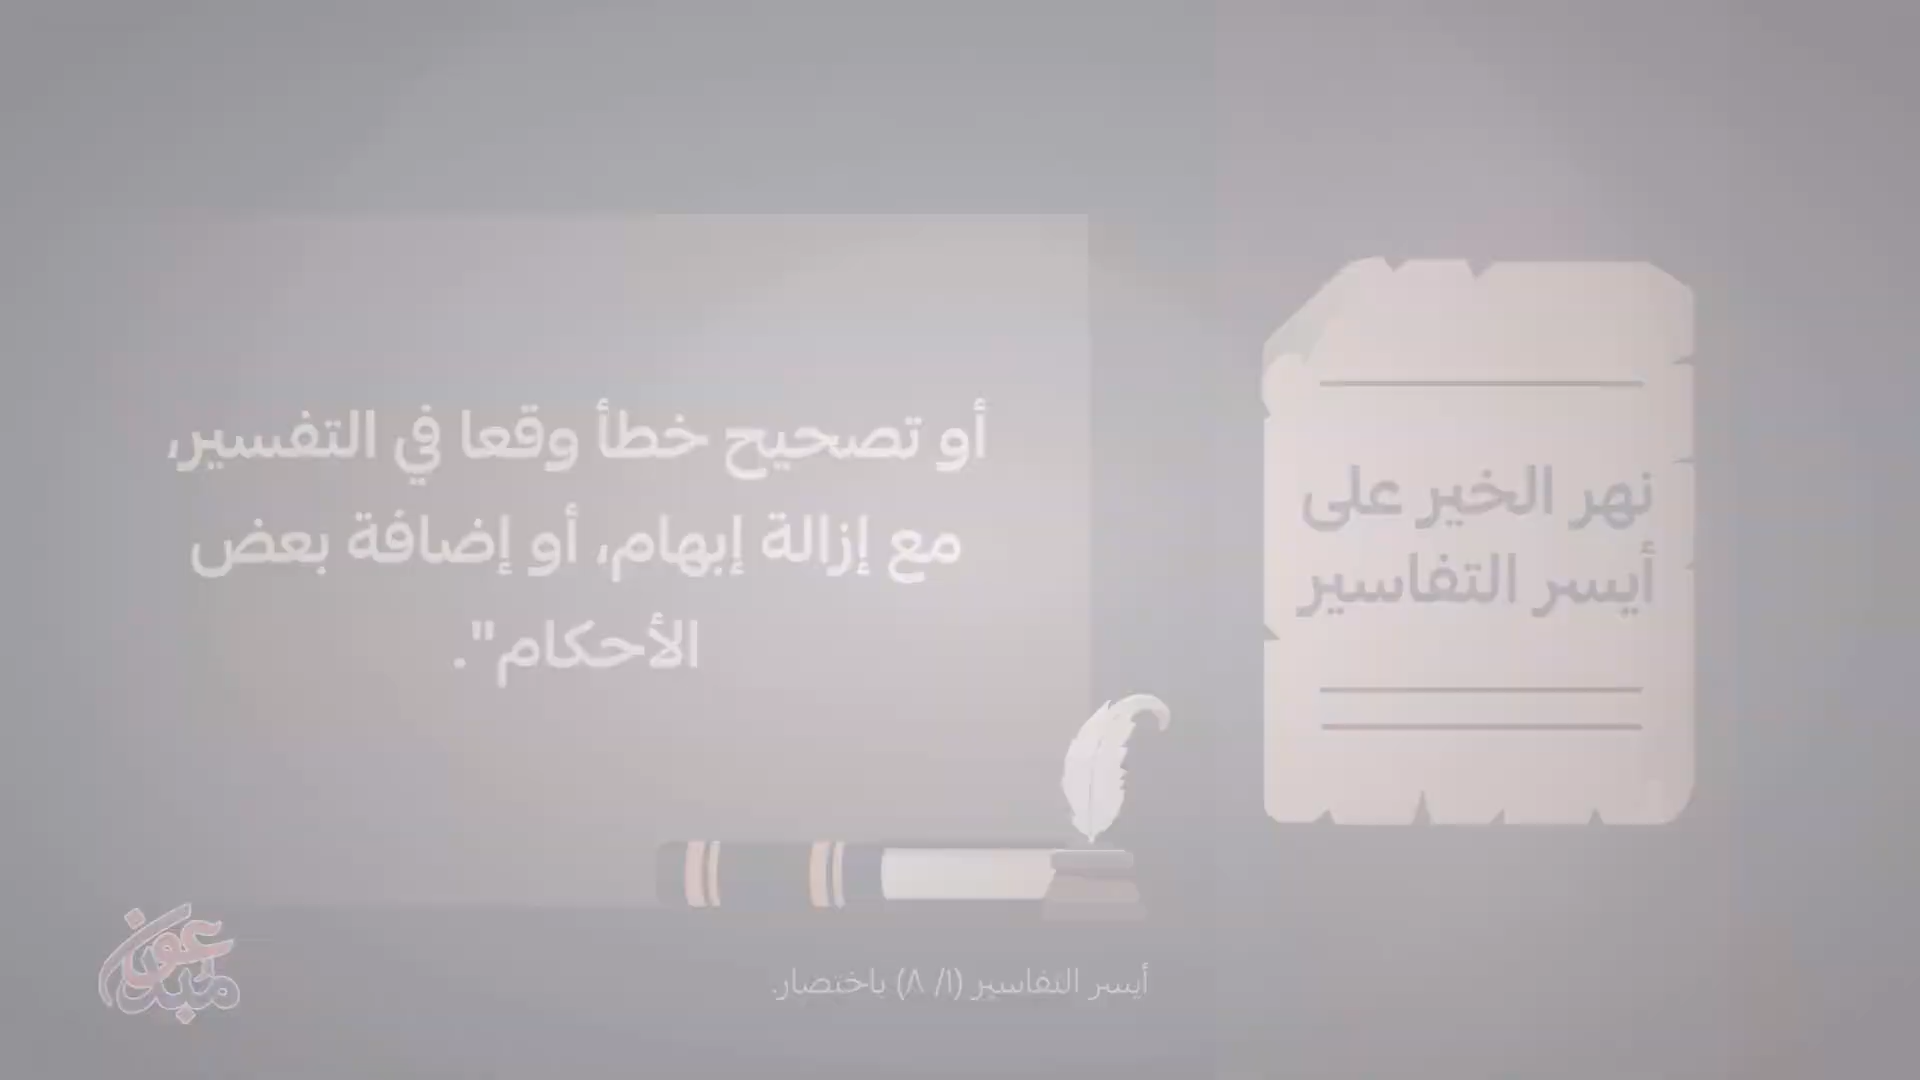 نهر الخير على
أيسر التفاسير
أو تصحيح خطأ وقعا في التفسير،
مع إزالة إبهام، أو إضافة بعض
الأحكام".
أيسر التفاسير (١/ ٨) باختصار.